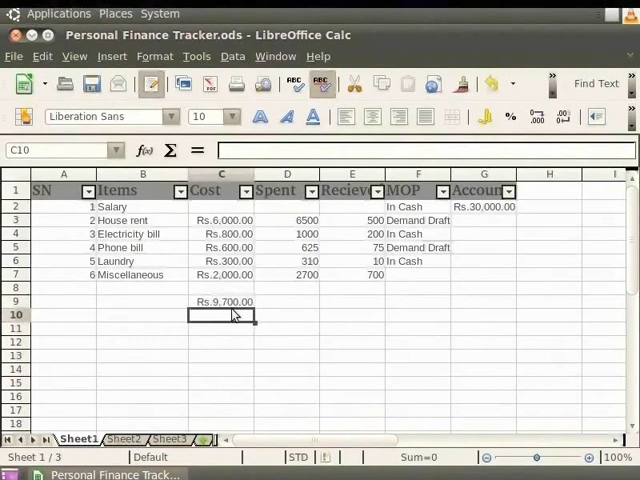 Applications Places System
Personal Finance Tracker.ods - LibreOffice Calc
File Edit View Insert Format Tools Data Window Help
ABC ABC » » Find Text
Liberation Sans 10 A A A % »
C10 f(x) Σ =
A B C D E F G H I
1 SN Items Cost Spent Reciev MOP Accoun
2 1 Salary In Cash Rs.30,000.00
3 2 House rent Rs.6,000.00 6500 500 Demand Draft
4 3 Electricity bill Rs.800.00 1000 200 In Cash
5 4 Phone bill Rs.600.00 625 75 Demand Draft
6 5 Laundry Rs.300.00 310 10 In Cash
7 6 Miscellaneous Rs.2,000.00 2700 700
8
9 Rs.9,700.00
10
11
12
13
14
15
16
17
18
Sheet1 Sheet2 Sheet3
Sheet 1 / 3 Default STD Sum=0 100%
Personal Finance Track...